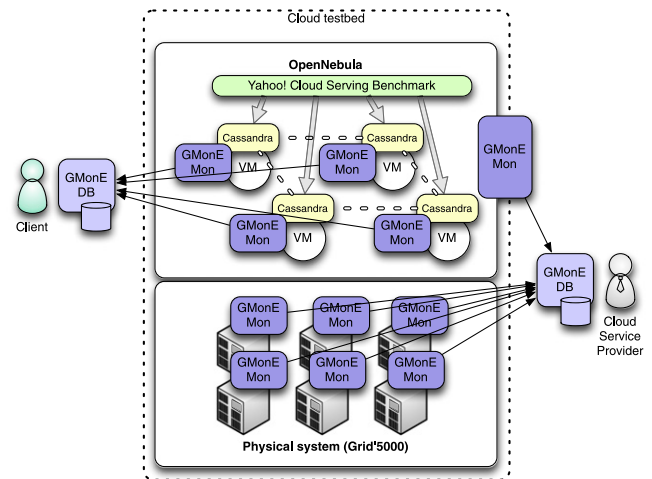 Cloud testbed
OpenNebula
Yahoo! Cloud Serving Benchmark
Cassandra
Cassandra
GMonE
Mon
VM
GMonE
Mon
VM
GMonE
Mon
GMonE
DB
Client
Cassandra
Cassandra
GMonE
Mon
VM
GMonE
Mon
VM
GMonE
DB
Cloud
Service
Provider
GMonE
Mon
GMonE
Mon
GMonE
Mon
GMonE
Mon
GMonE
Mon
GMonE
Mon
Physical system (Grid'5000)